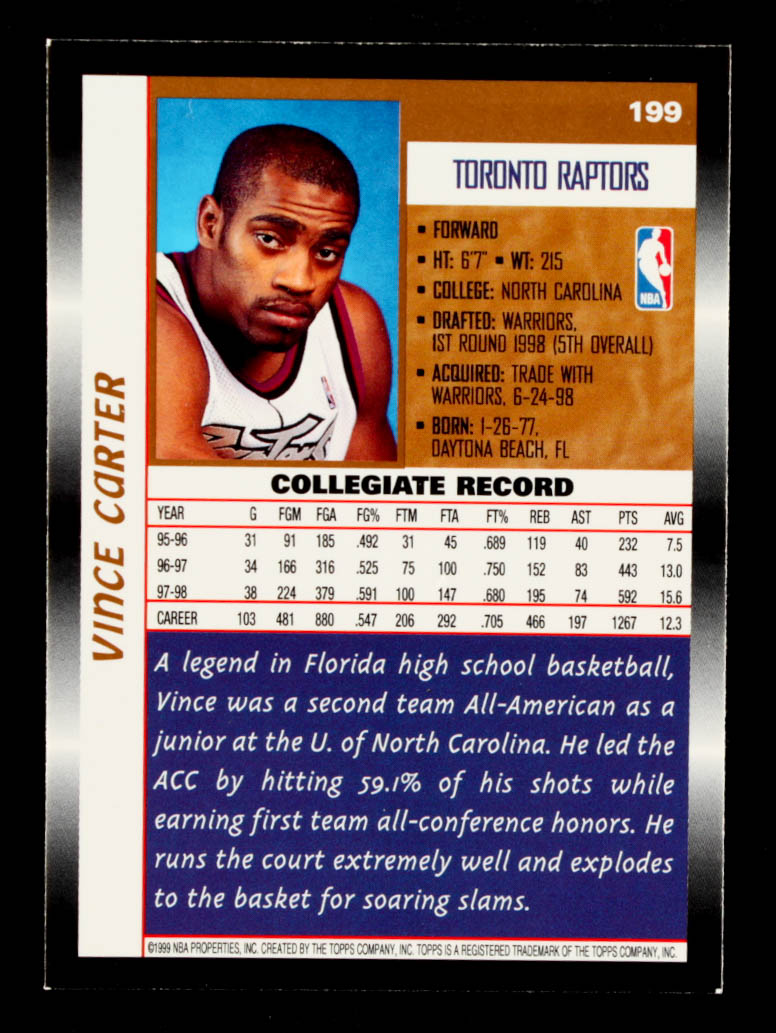 199
TORONTO RAPTORS
▪ FORWARD
▪ HT: 6'7" ▪ WT: 215
▪ COLLEGE: NORTH CAROLINA
▪ DRAFTED: WARRIORS,
1ST ROUND 1998 (5TH OVERALL)
▪ ACQUIRED: TRADE WITH
WARRIORS, 6-24-98
▪ BORN: 1-26-77,
DAYTONA BEACH, FL
NBA
VINCE CARTER
COLLEGIATE RECORD
YEAR G FGM FGA FG% FTM FTA FT% REB AST PTS AVG
95-96 31 91 185 .492 31 45 .689 119 40 232 7.5
96-97 34 166 316 .525 75 100 .750 152 83 443 13.0
97-98 38 224 379 .591 100 147 .680 195 74 592 15.6
CAREER 103 481 880 .547 206 292 .705 466 197 1267 12.3
A legend in Florida high school basketball,
Vince was a second team All-American as a
junior at the U. of North Carolina. He led the
ACC by hitting 59.1% of his shots while
earning first team all-conference honors. He
runs the court extremely well and explodes
to the basket for soaring slams.
©1999 NBA PROPERTIES, INC. CREATED BY THE TOPPS COMPANY, INC. TOPPS IS A REGISTERED TRADEMARK OF THE TOPPS COMPANY, INC.